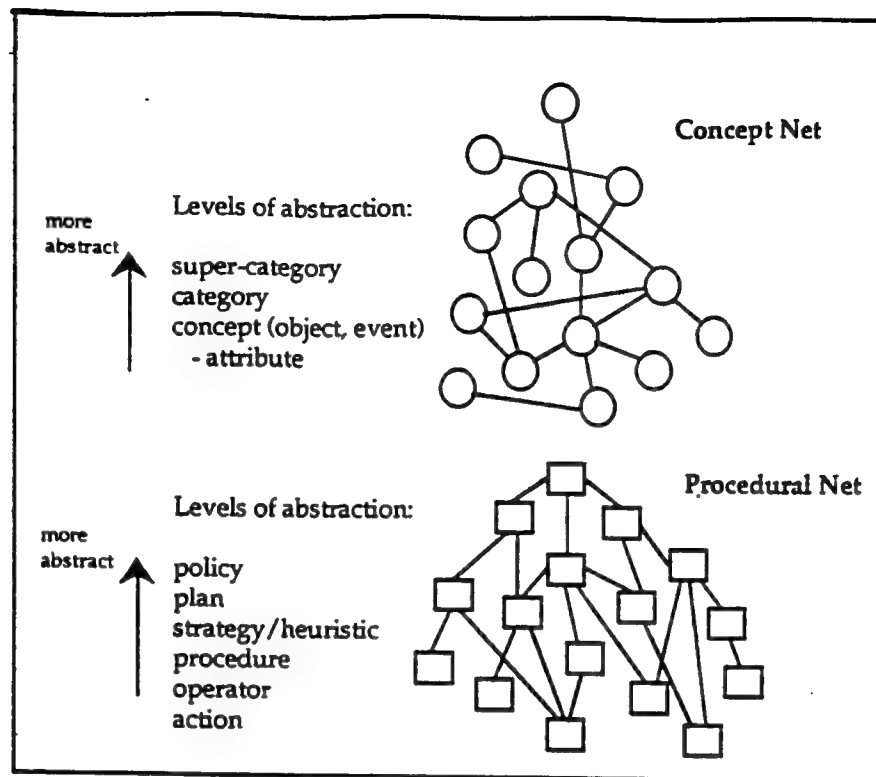 Concept Net
Levels of abstraction:
more
abstract
super-category
category
concept (object, event)
- attribute
Procedural Net
Levels of abstraction:
more
abstract
policy
plan
strategy/heuristic
procedure
operator
action